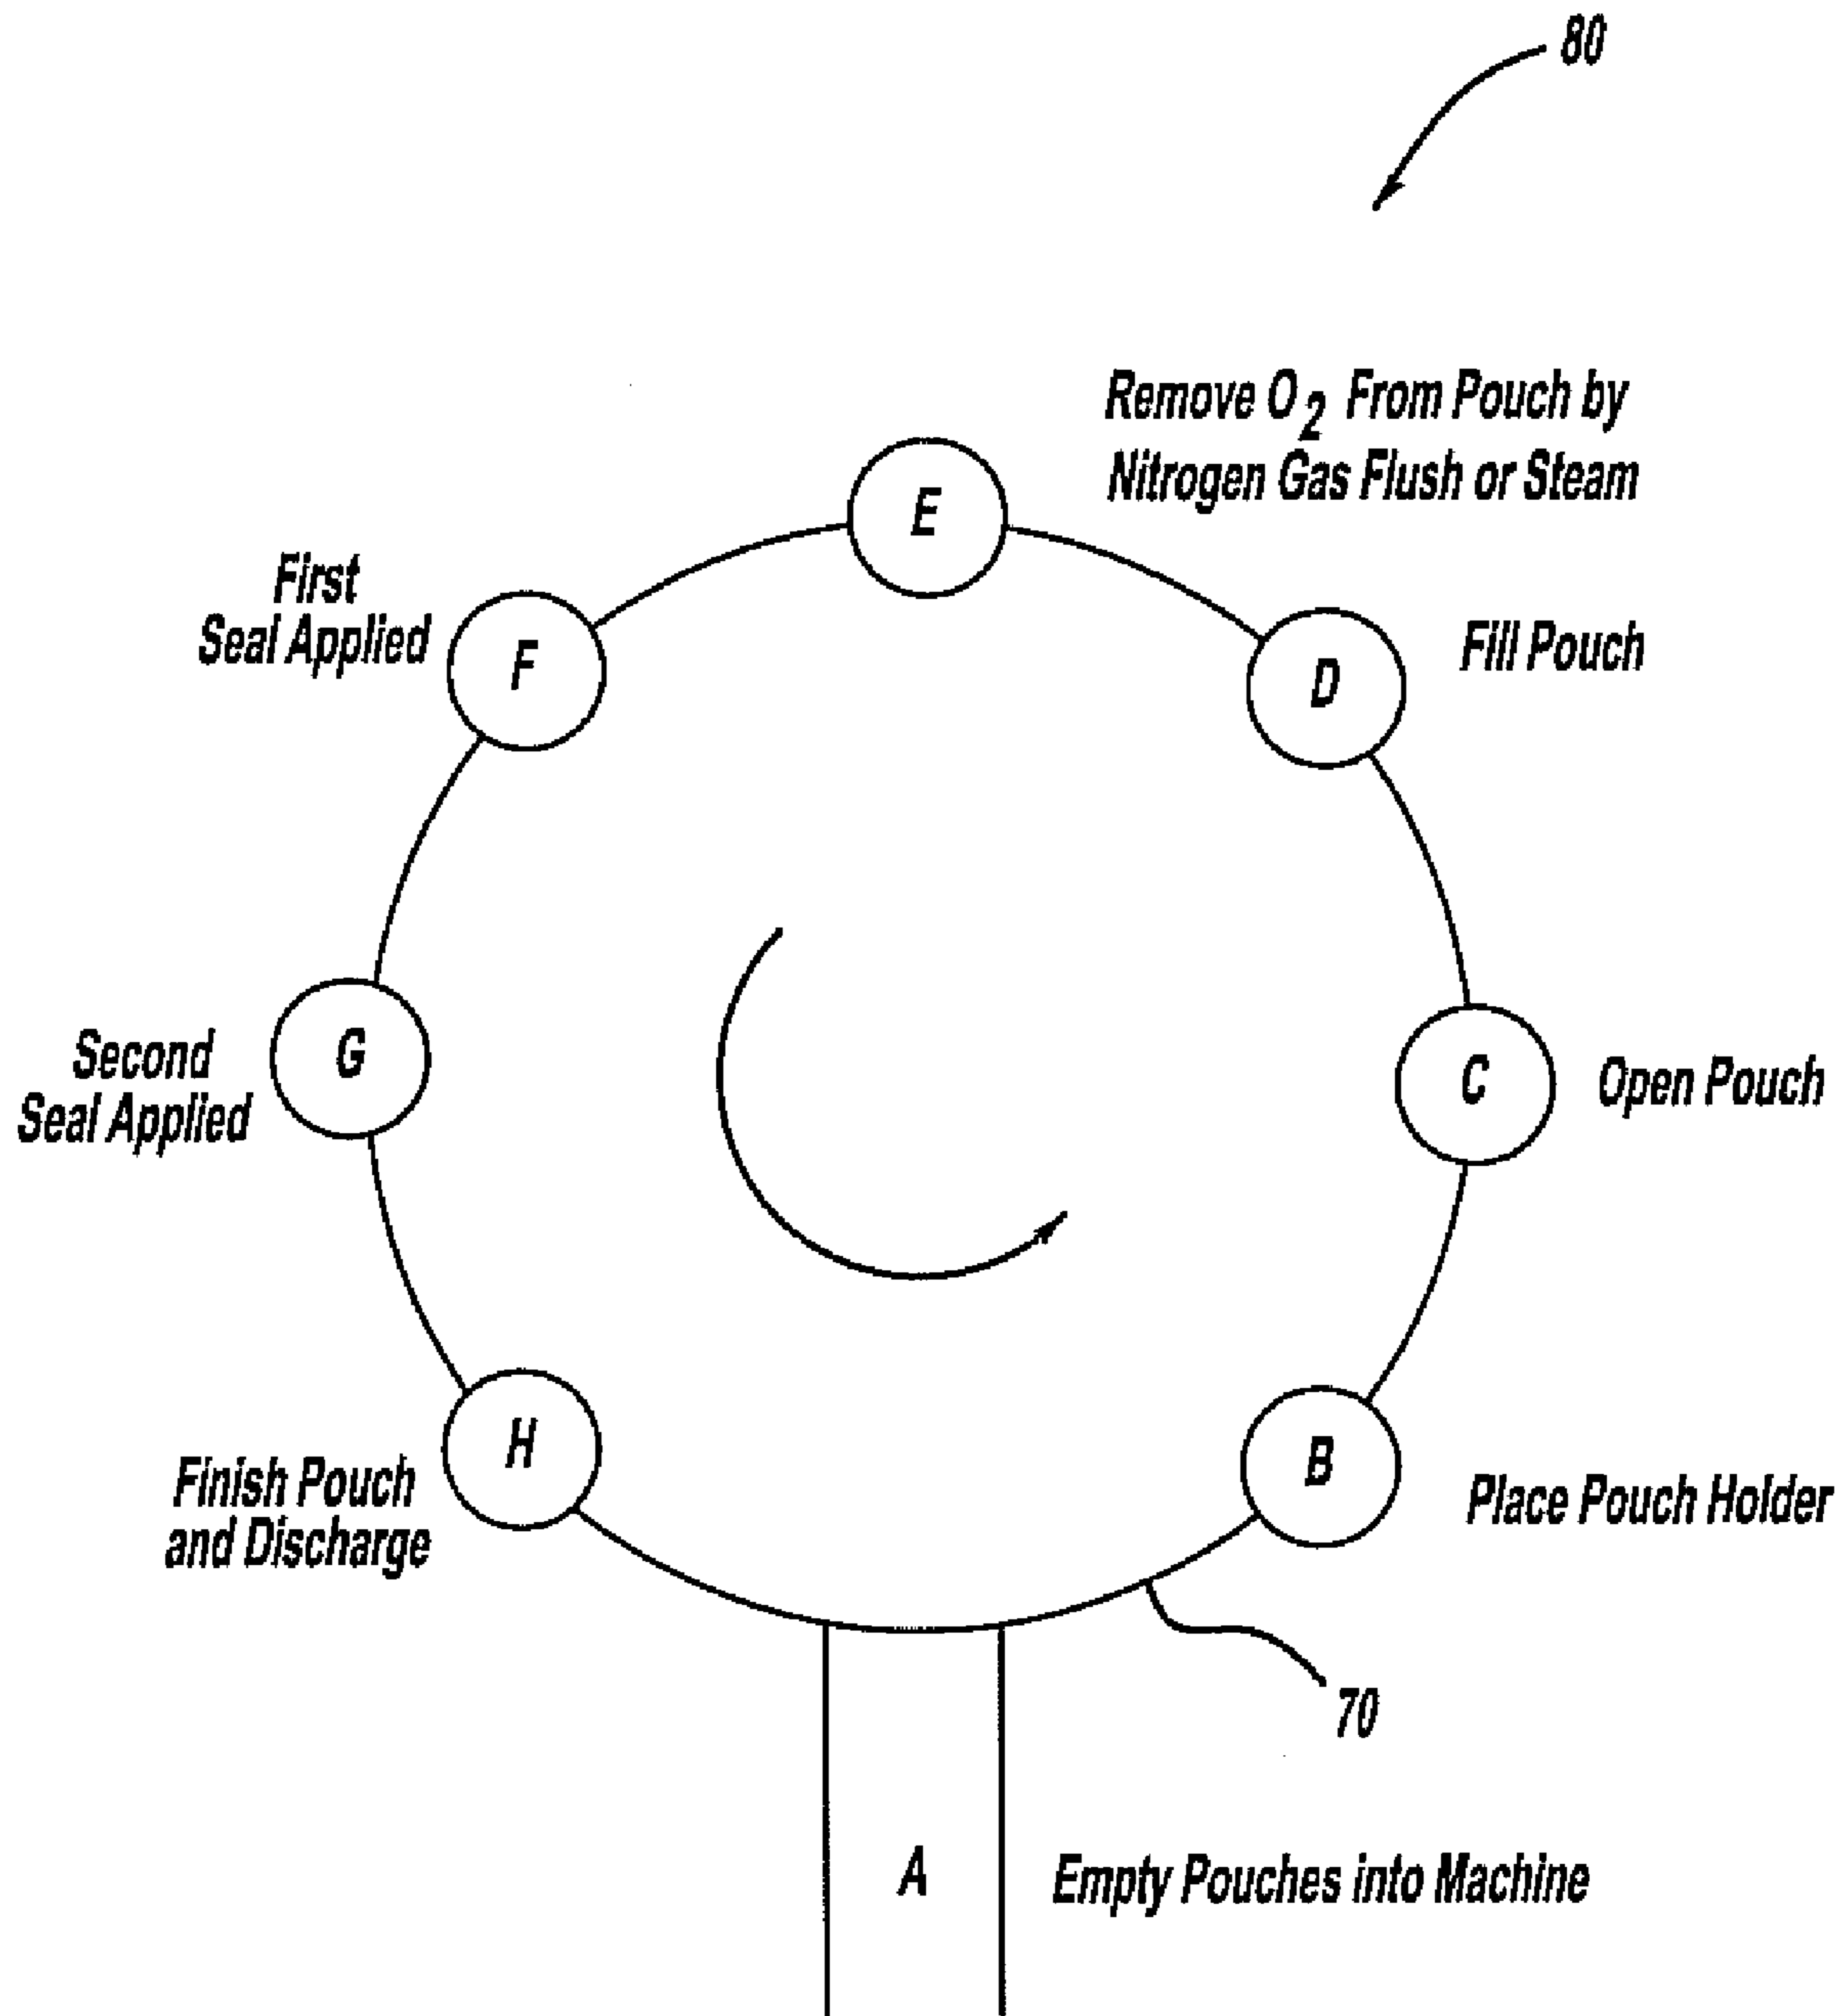 80
Remove O2 From Pouch by
Nitrogen Gas Flush or Steam
E
First
Seal Applied
F
D
Fill Pouch
Second
Seal Applied
G
C
Open Pouch
Finish Pouch
and Discharge
H
B
Place Pouch Holder
70
A
Empty Pouches into Machine